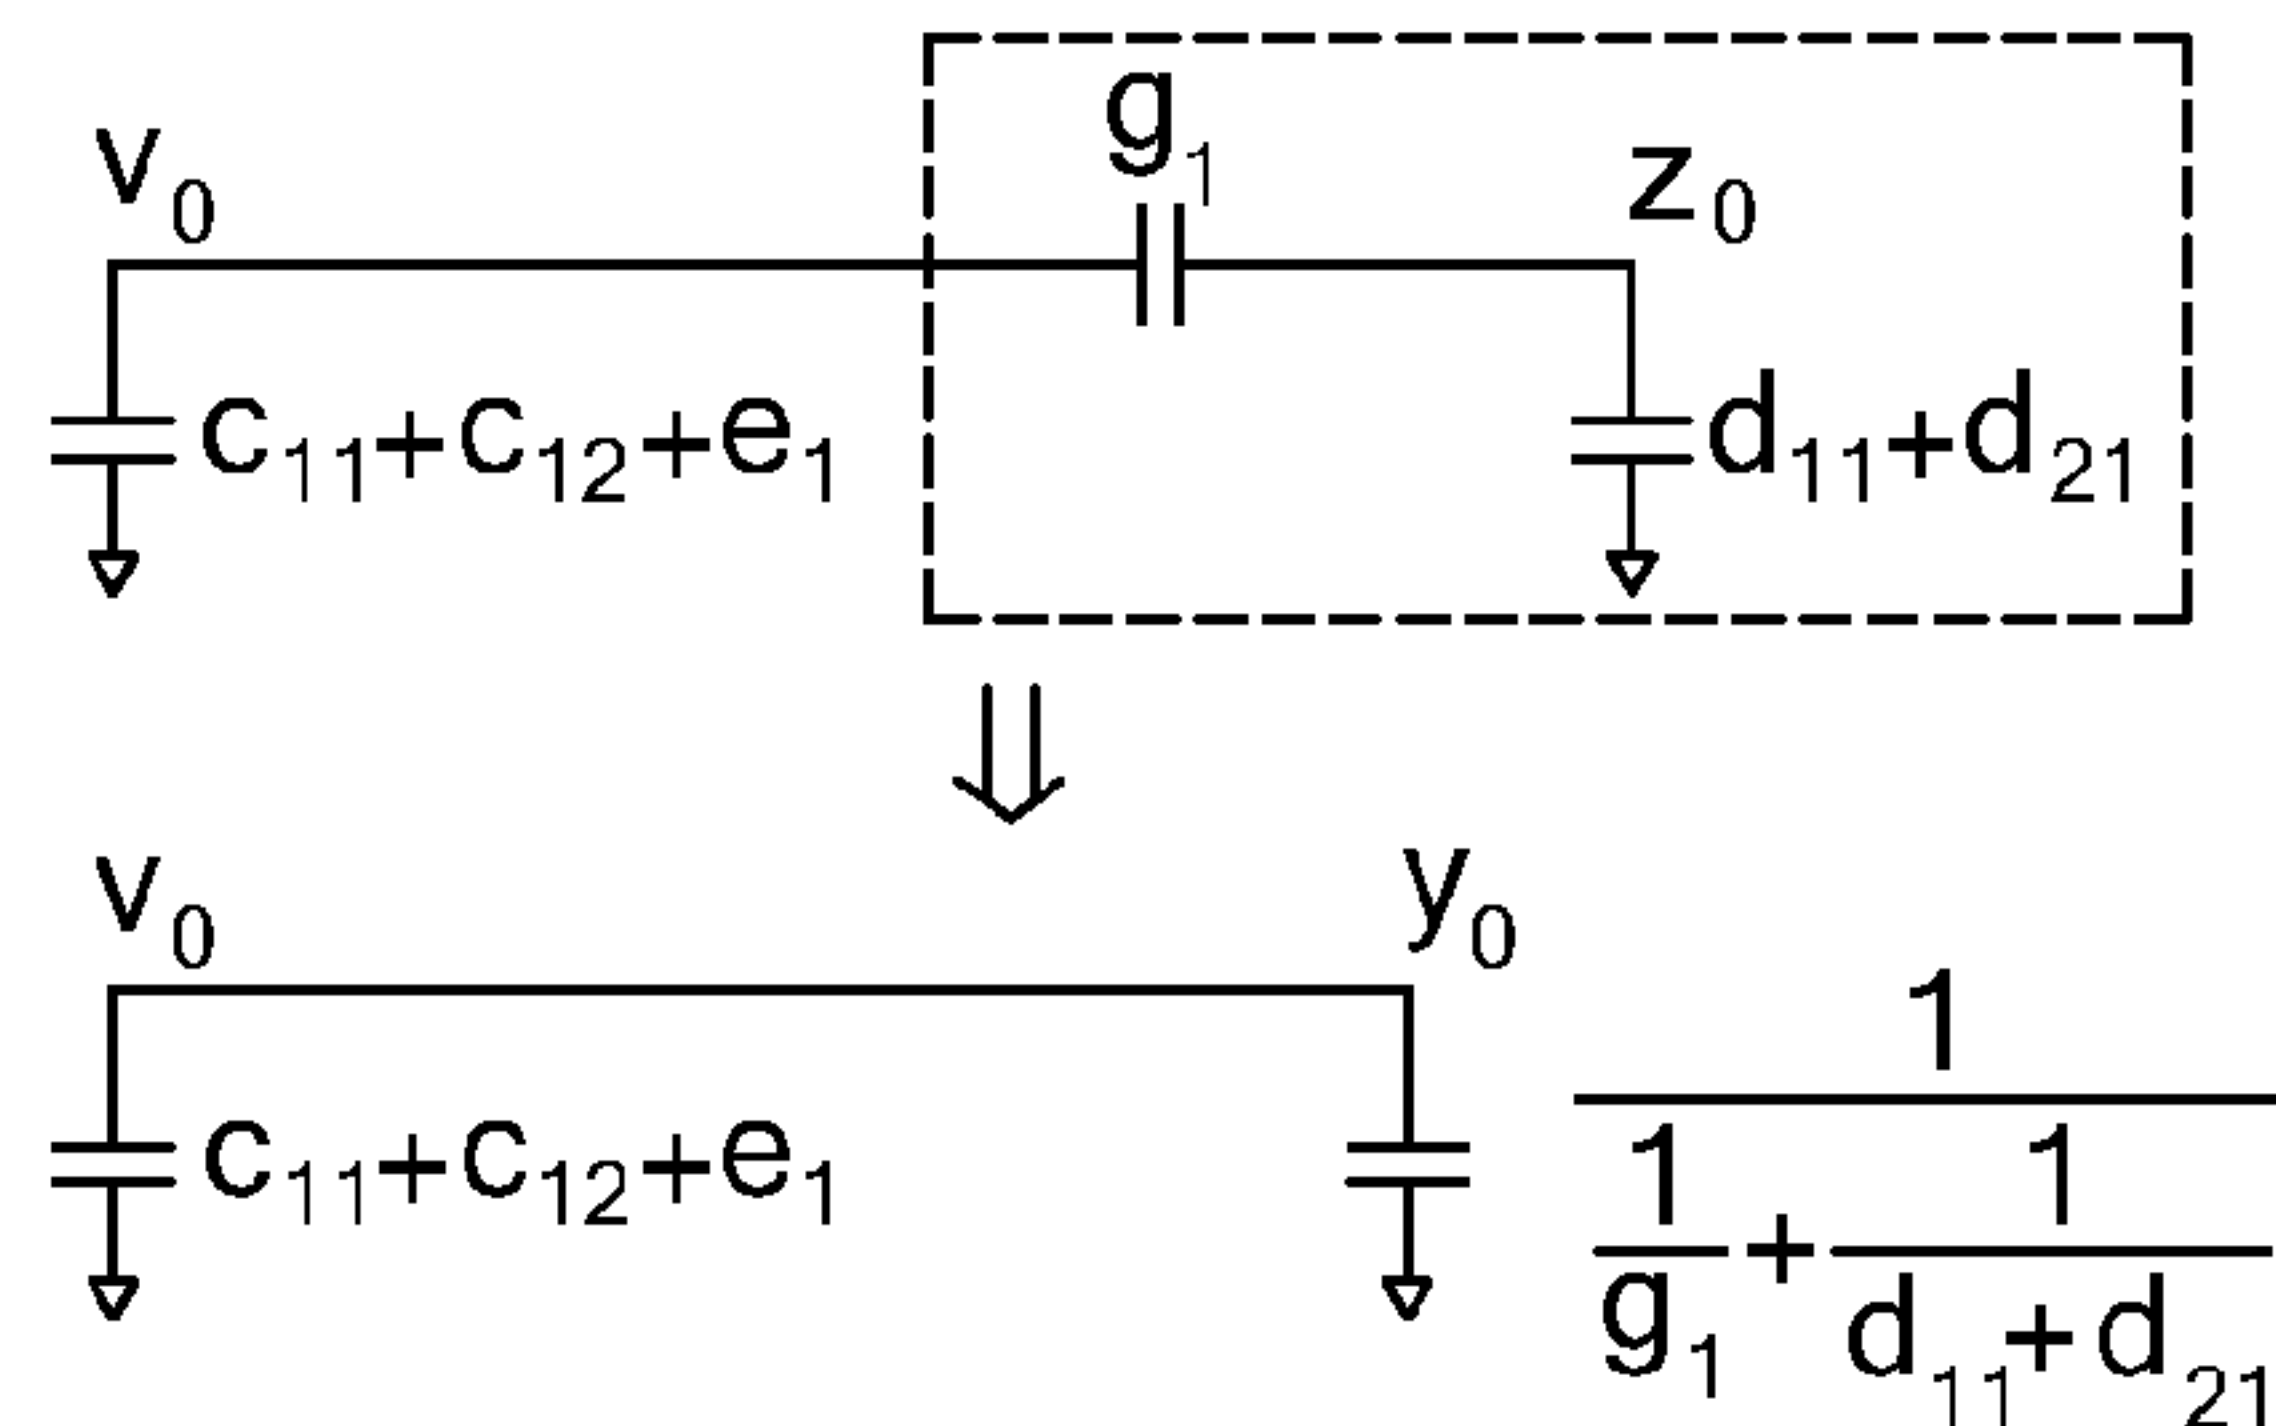 g₁
v₀ z₀
c₁₁+c₁₂+e₁ d₁₁+d₂₁
v₀ y₀
c₁₁+c₁₂+e₁
1
1 1
+
g₁ d₁₁+d₂₁